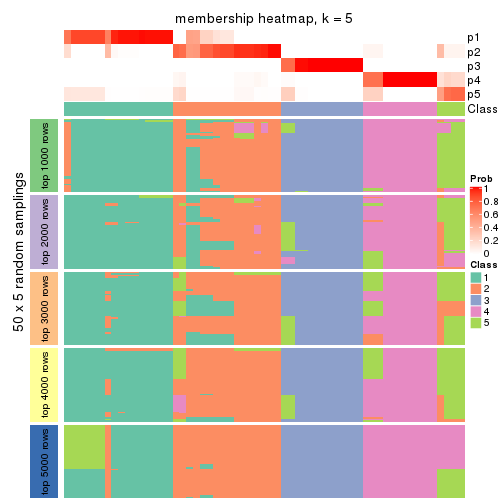 membership heatmap, k = 5
p1
p2
p3
p4
p5
Class
50 x 5 random samplings
top 1000 rows
top 2000 rows
top 3000 rows
top 4000 rows
top 5000 rows
Prob
1
0.8
0.6
0.4
0.2
0
Class
1
2
3
4
5